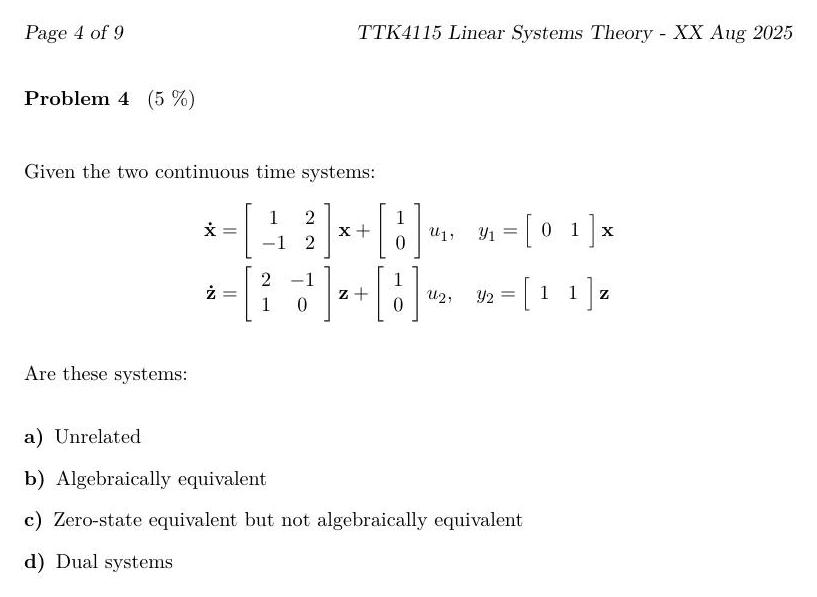 Page 4 of 9 TTK4115 Linear Systems Theory - XX Aug 2025
Problem 4 (5 %)
Given the two continuous time systems:
ẋ = [ 1 2 ; −1 2 ] x + [ 1 ; 0 ] u₁, y₁ = [ 0 1 ] x
ż = [ 2 −1 ; 1 0 ] z + [ 1 ; 0 ] u₂, y₂ = [ 1 1 ] z
Are these systems:
a) Unrelated
b) Algebraically equivalent
c) Zero-state equivalent but not algebraically equivalent
d) Dual systems